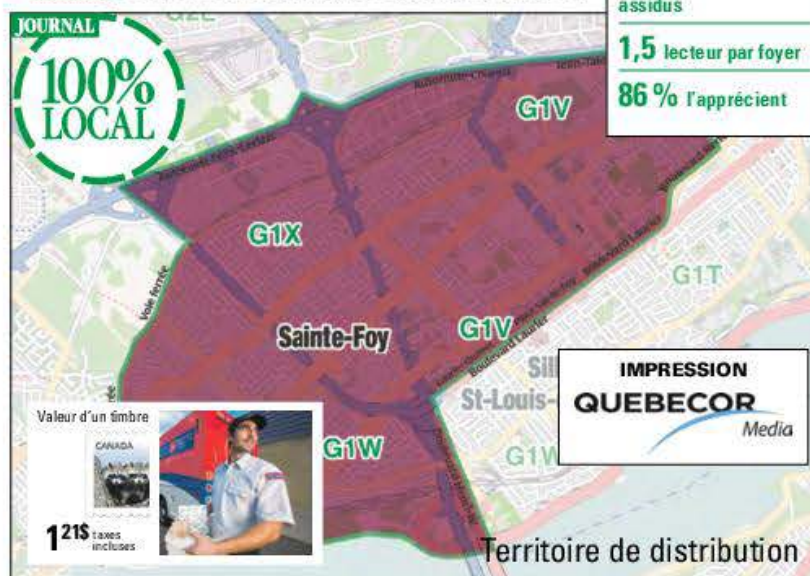 assidus
1,5 lecteur par foyer
86 % l'apprécient
JOURNAL
100%
LOCAL
G1V
G1X
Voie ferrée
G1T
Sainte-Foy
G1V
Boulevard Laurier
Boulevard Laurier
St-Louis-
G1W
G1W
IMPRESSION
QUEBECOR
Media
Valeur d'un timbre
CANADA
1 21$ taxes
incluses
Territoire de distribution